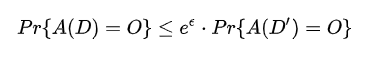 Pr{A(D) = O} ≤ e^ϵ · Pr{A(D′) = O}